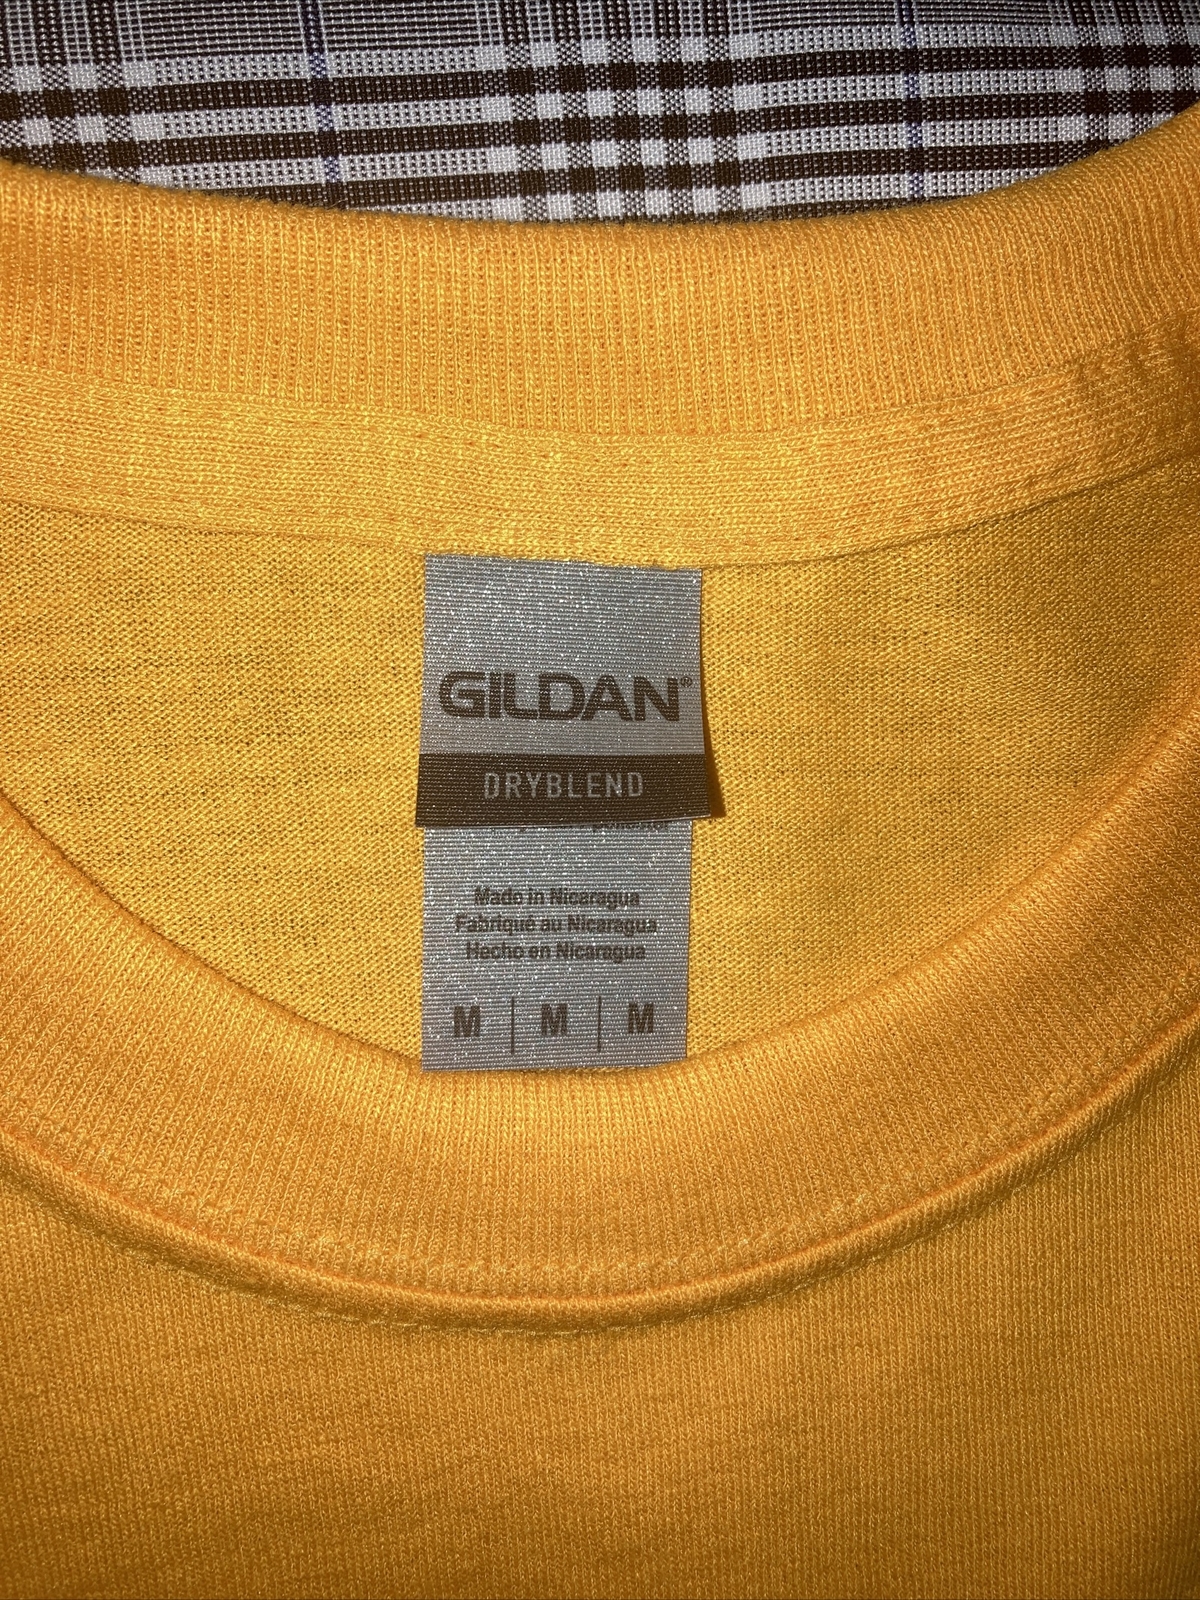 GILDAN®
DRYBLEND
Made in Nicaragua
Fabriqué au Nicaragua
Hecho en Nicaragua
M | M | M